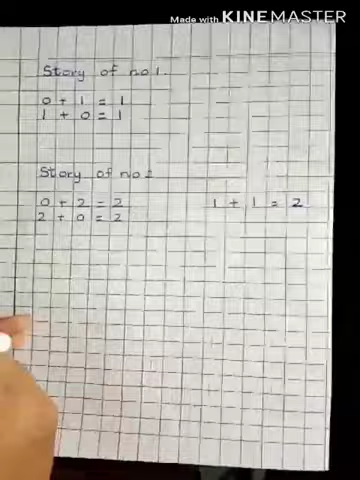 Made with KINEMASTER
Story of no 1.
0 + 1 = 1
1 + 0 = 1
Story of no 2
0 + 2 = 2 1 + 1 = 2
2 + 0 = 2